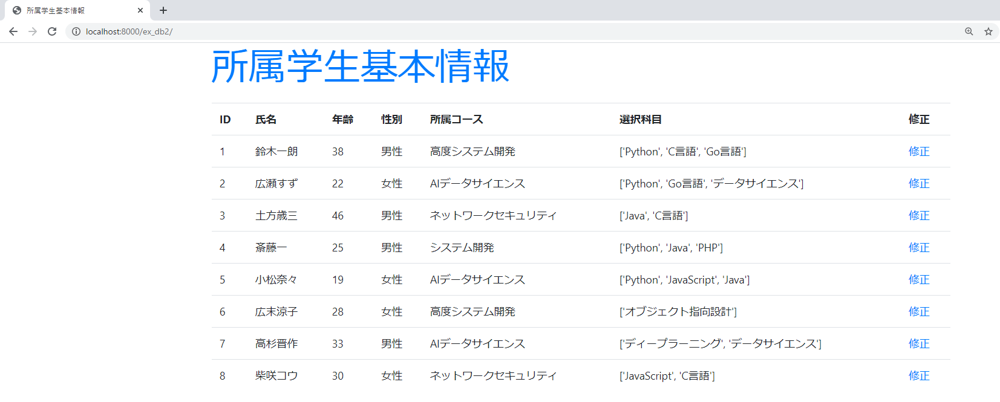 所属学生基本情報
localhost:8000/ex_db2/
所属学生基本情報
ID 氏名 年齢 性別 所属コース 選択科目 修正
1 鈴木一朗 38 男性 高度システム開発 ['Python', 'C言語', 'Go言語'] 修正
2 広瀬すず 22 女性 AIデータサイエンス ['Python', 'Go言語', 'データサイエンス'] 修正
3 土方歳三 46 男性 ネットワークセキュリティ ['Java', 'C言語'] 修正
4 斎藤一 25 男性 システム開発 ['Python', 'Java', 'PHP'] 修正
5 小松奈々 19 女性 AIデータサイエンス ['Python', 'JavaScript', 'Java'] 修正
6 広末涼子 28 女性 高度システム開発 ['オブジェクト指向設計'] 修正
7 高杉晋作 33 男性 AIデータサイエンス ['ディープラーニング', 'データサイエンス'] 修正
8 柴咲コウ 30 女性 ネットワークセキュリティ ['JavaScript', 'C言語'] 修正